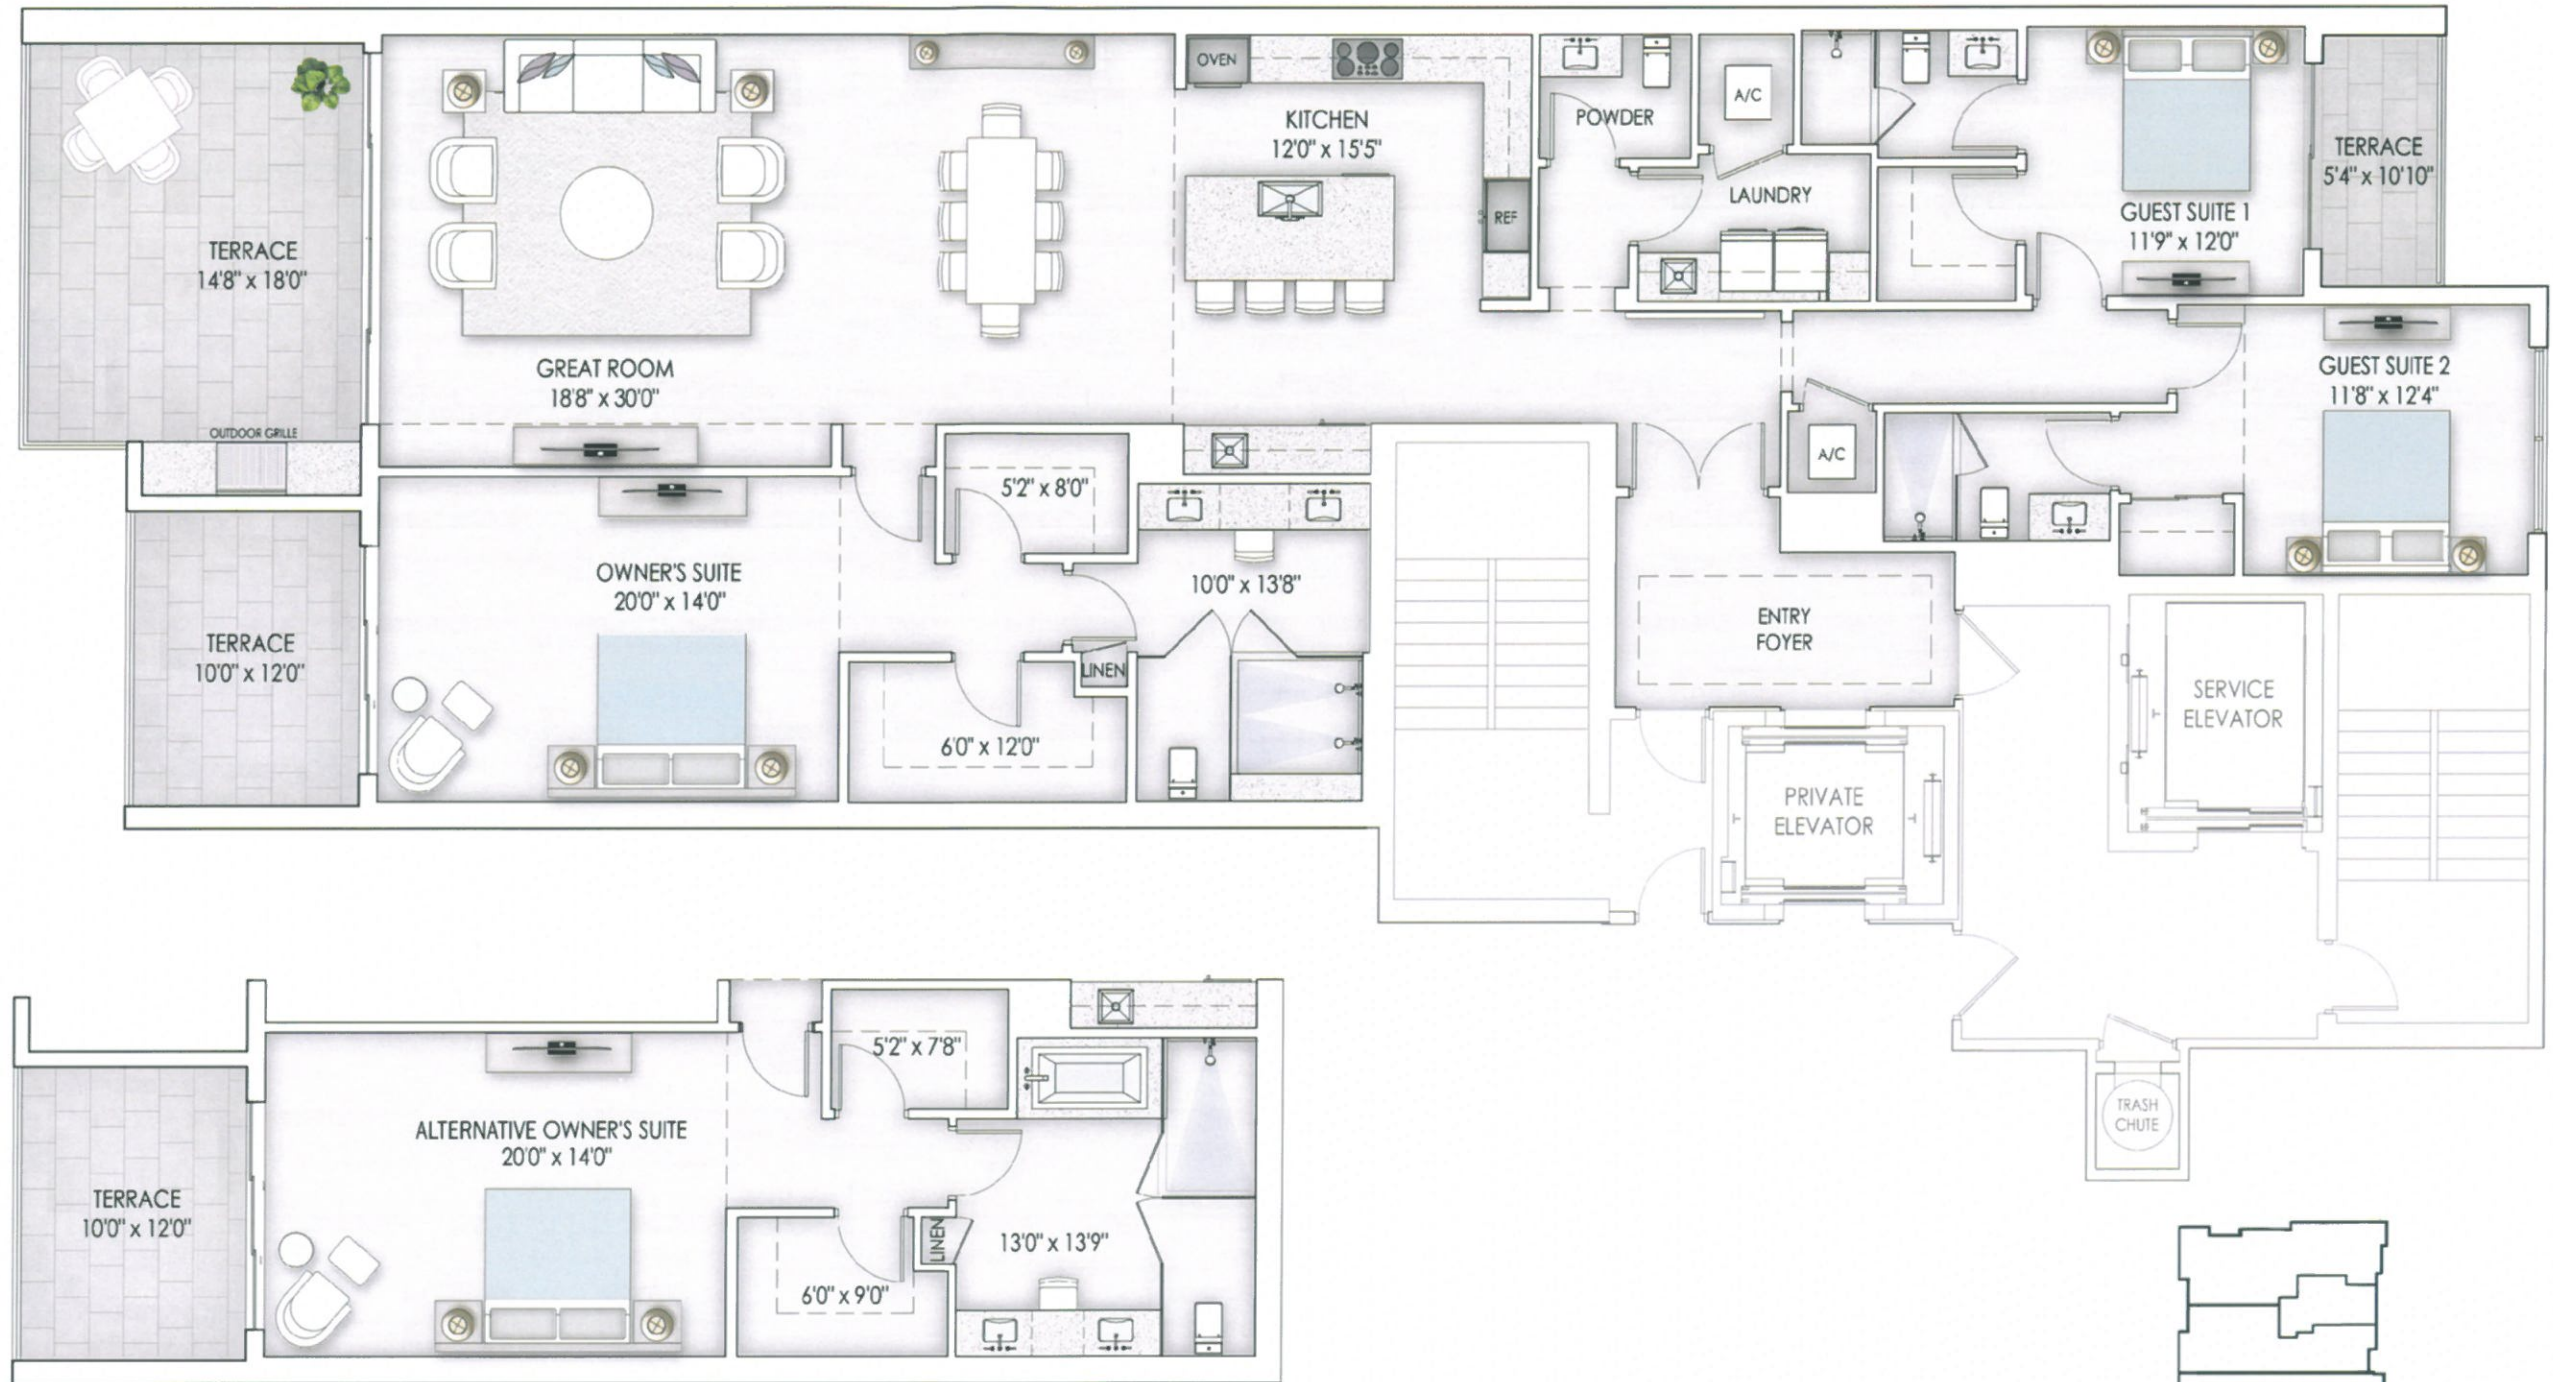 OVEN
KITCHEN
12'0" x 15'5"
POWDER
A/C
LAUNDRY
REF
TERRACE
5'4" x 10'10"
GUEST SUITE 1
11'9" x 12'0"
TERRACE
14'8" x 18'0"
GREAT ROOM
18'8" x 30'0"
OUTDOOR GRILLE
GUEST SUITE 2
11'8" x 12'4"
A/C
5'2" x 8'0"
OWNER'S SUITE
20'0" x 14'0"
10'0" x 13'8"
ENTRY
FOYER
TERRACE
10'0" x 12'0"
LINEN
6'0" x 12'0"
SERVICE
ELEVATOR
PRIVATE
ELEVATOR
5'2" x 7'8"
ALTERNATIVE OWNER'S SUITE
20'0" x 14'0"
TERRACE
10'0" x 12'0"
LINEN
13'0" x 13'9"
6'0" x 9'0"
TRASH
CHUTE